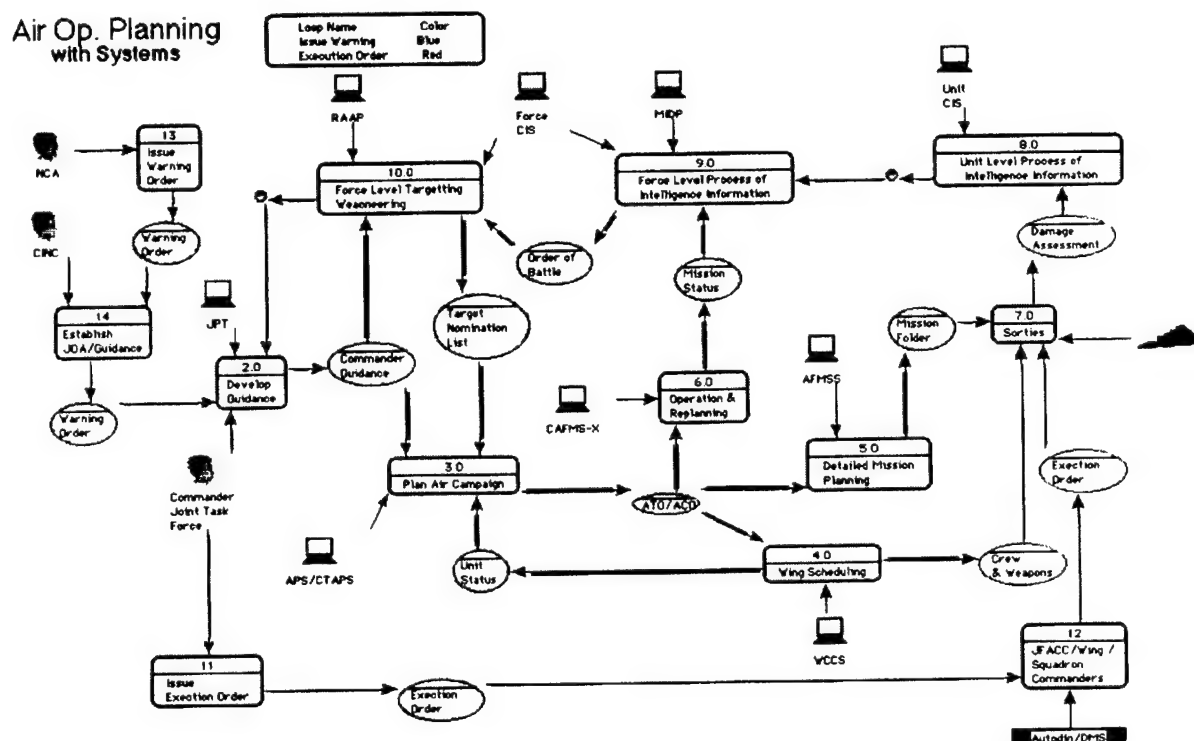 Air Op. Planning
with Systems
Loop Name Color
Issue Warning Blue
Execution Order Red
RAAP
Force
CIS
MIDP
Unit
CIS
NCA
13
Issue
Warning
Order
10.0
Force Level Targetting
Weaoneering
9.0
Force Level Process of
Intelligence Information
8.0
Unit Level Process of
Intelligence Information
CINC
Warning
Order
Order of
Battle
Mission
Status
Damage
Assessment
14
Establish
JOA/Guidance
JPT
Target
Nomination
List
Mission
Folder
7.0
Sorties
2.0
Develop
Guidance
Commander
Guidance
6.0
Operation &
Replanning
AFMSS
Warning
Order
CAFMS-X
5.0
Detailed Mission
Planning
Exection
Order
3.0
Plan Air Campaign
Commander
Joint Task
Force
ATO/ACO
APS/CTAPS
Unit
Status
4.0
Wing Scheduling
Crew
& Weapons
WCCS
11
Issue
Exection Order
Exection
Order
12
JFACC/Wing /
Squadron
Commanders
Autodin/DMS